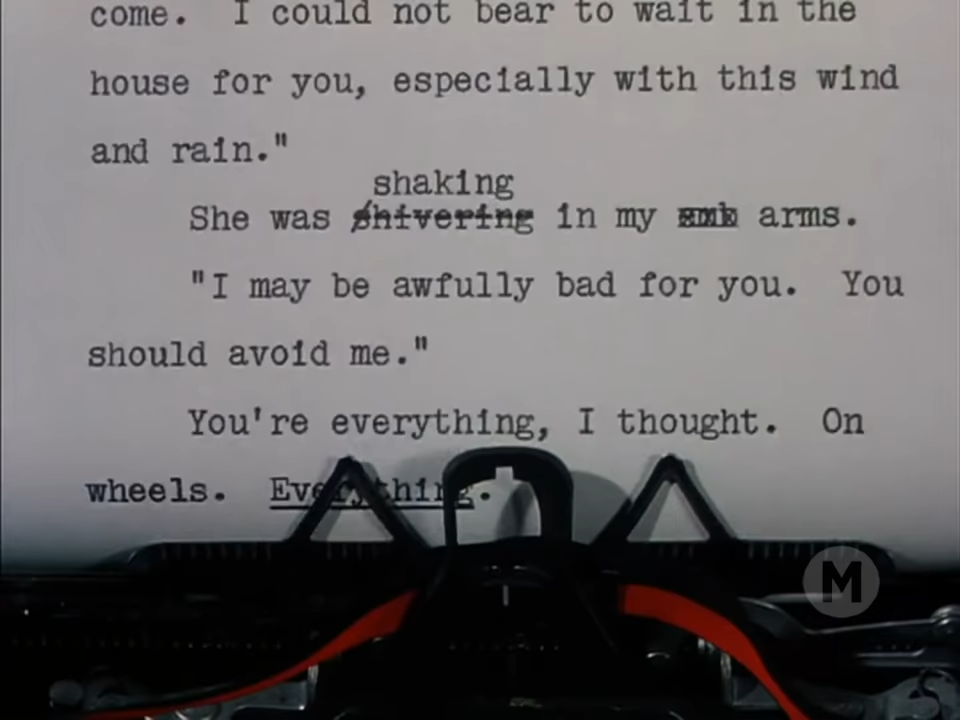 come. I could not bear to wait in the
house for you, especially with this wind
and rain."
shaking
She was shivering in my arms.
"I may be awfully bad for you. You
should avoid me."
You're everything, I thought. On
wheels. Everything.
M